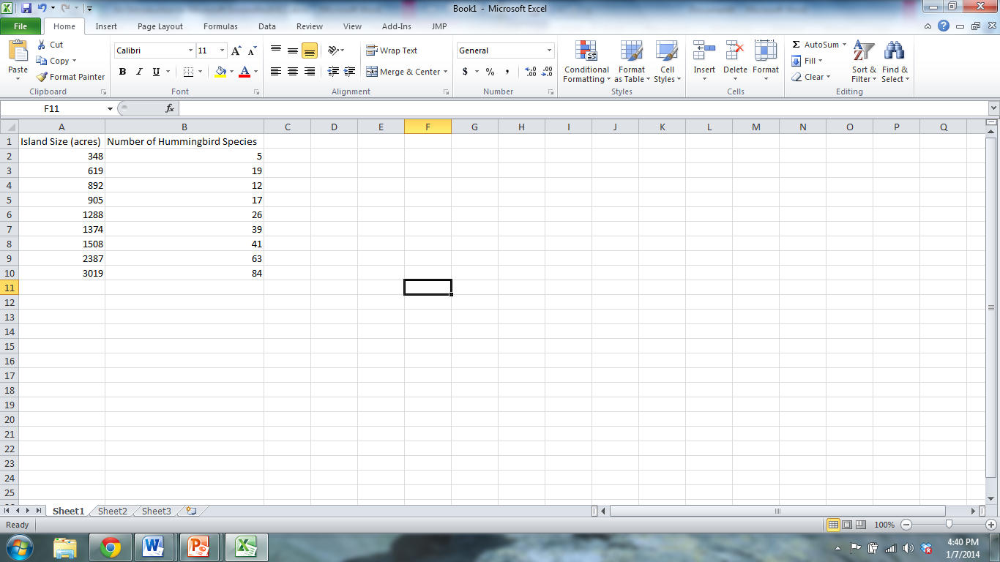 Book1 - Microsoft Excel
File Home Insert Page Layout Formulas Data Review View Add-Ins JMP
Paste
Cut
Copy
Format Painter
Clipboard
Calibri 11
B I U
Font
Wrap Text
Merge & Center
Alignment
General
$ % ,
Number
Conditional Formatting
Format as Table
Cell Styles
Styles
Insert Delete Format
Cells
AutoSum
Fill
Clear
Sort & Filter
Find & Select
Editing
F11 fx
A B C D E F G H I J K L M N O P Q
1 Island Size (acres) Number of Hummingbird Species
2 348 5
3 619 19
4 892 12
5 905 17
6 1288 26
7 1374 39
8 1508 41
9 2387 63
10 3019 84
11
12
13
14
15
16
17
18
19
20
21
22
23
24
25
Sheet1 Sheet2 Sheet3
Ready 100%
4:40 PM
1/7/2014